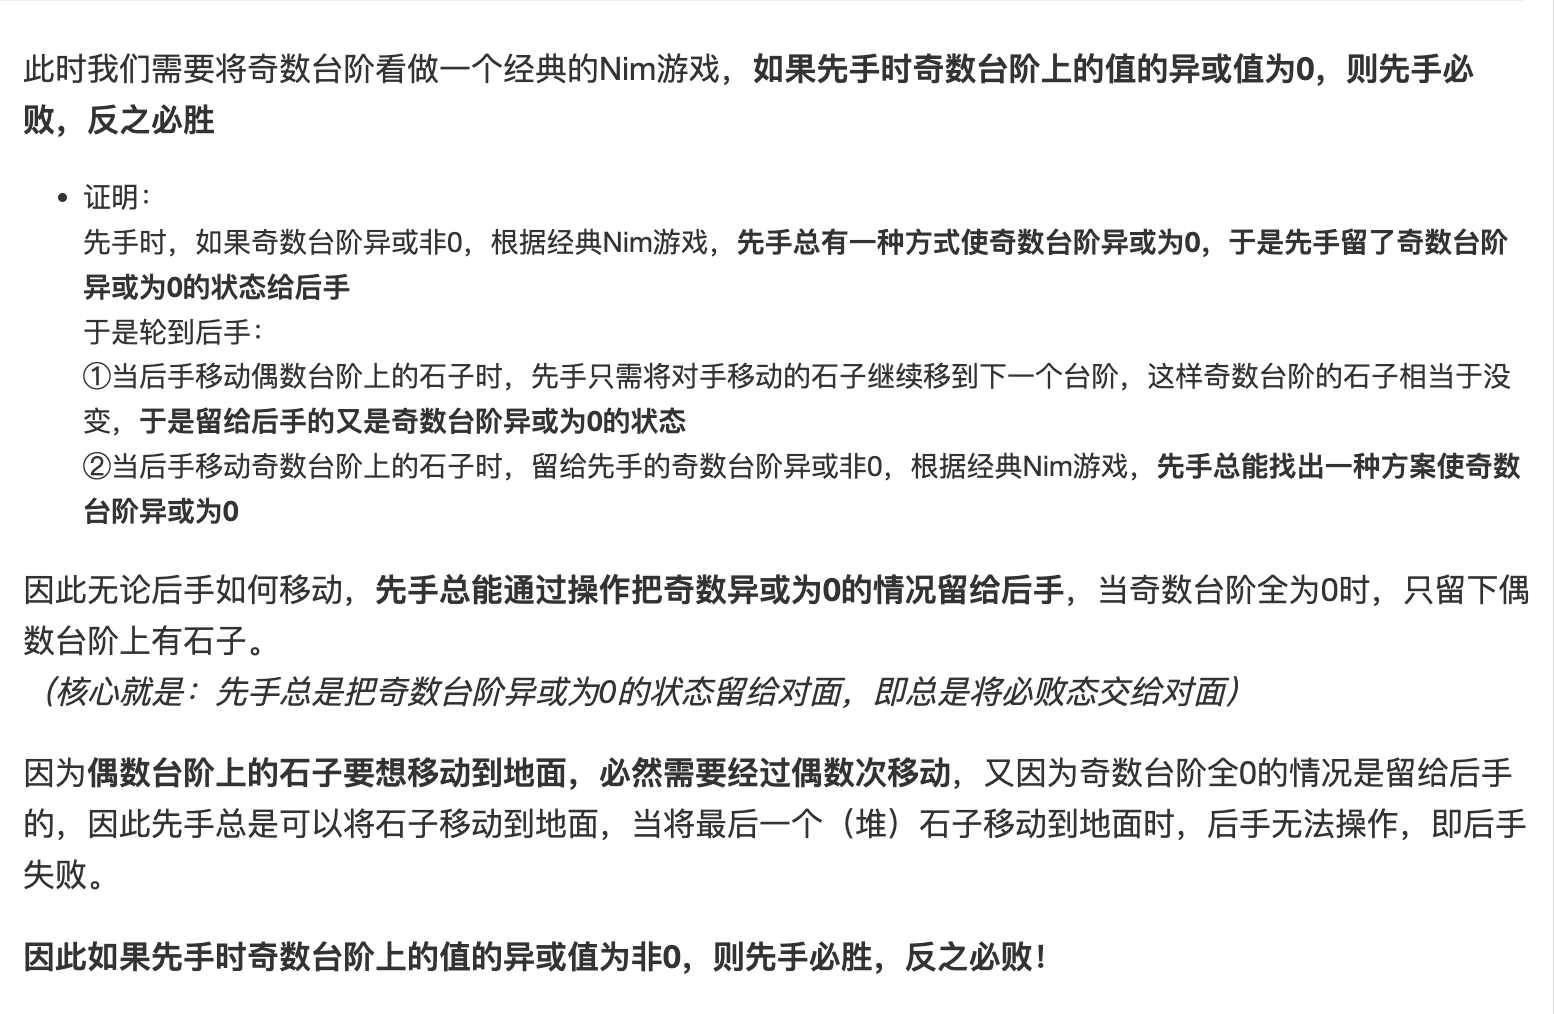 此时我们需要将奇数台阶看做一个经典的Nim游戏，如果先手时奇数台阶上的值的异或值为0，则先手必
败，反之必胜
• 证明：
先手时，如果奇数台阶异或非0，根据经典Nim游戏，先手总有一种方式使奇数台阶异或为0，于是先手留了奇数台阶
异或为0的状态给后手
于是轮到后手：
①当后手移动偶数台阶上的石子时，先手只需将对手移动的石子继续移到下一个台阶，这样奇数台阶的石子相当于没
变，于是留给后手的又是奇数台阶异或为0的状态
②当后手移动奇数台阶上的石子时，留给先手的奇数台阶异或非0，根据经典Nim游戏，先手总能找出一种方案使奇数
台阶异或为0
因此无论后手如何移动，先手总能通过操作把奇数异或为0的情况留给后手，当奇数台阶全为0时，只留下偶
数台阶上有石子。
（核心就是：先手总是把奇数台阶异或为0的状态留给对面，即总是将必败态交给对面）
因为偶数台阶上的石子要想移动到地面，必然需要经过偶数次移动，又因为奇数台阶全0的情况是留给后手
的，因此先手总是可以将石子移动到地面，当将最后一个（堆）石子移动到地面时，后手无法操作，即后手
失败。
因此如果先手时奇数台阶上的值的异或值为非0，则先手必胜，反之必败！